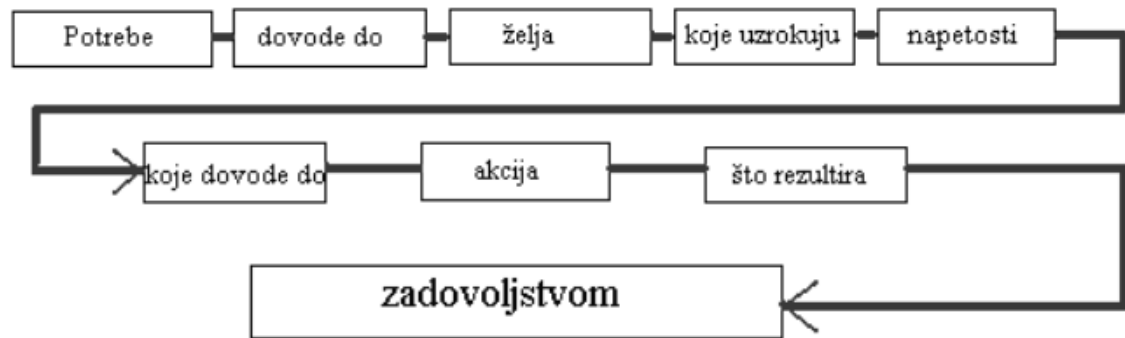 Potrebe
dovode do
želja
koje uzrokuju
napetosti
koje dovode do
akcija
što rezultira
zadovoljstvom